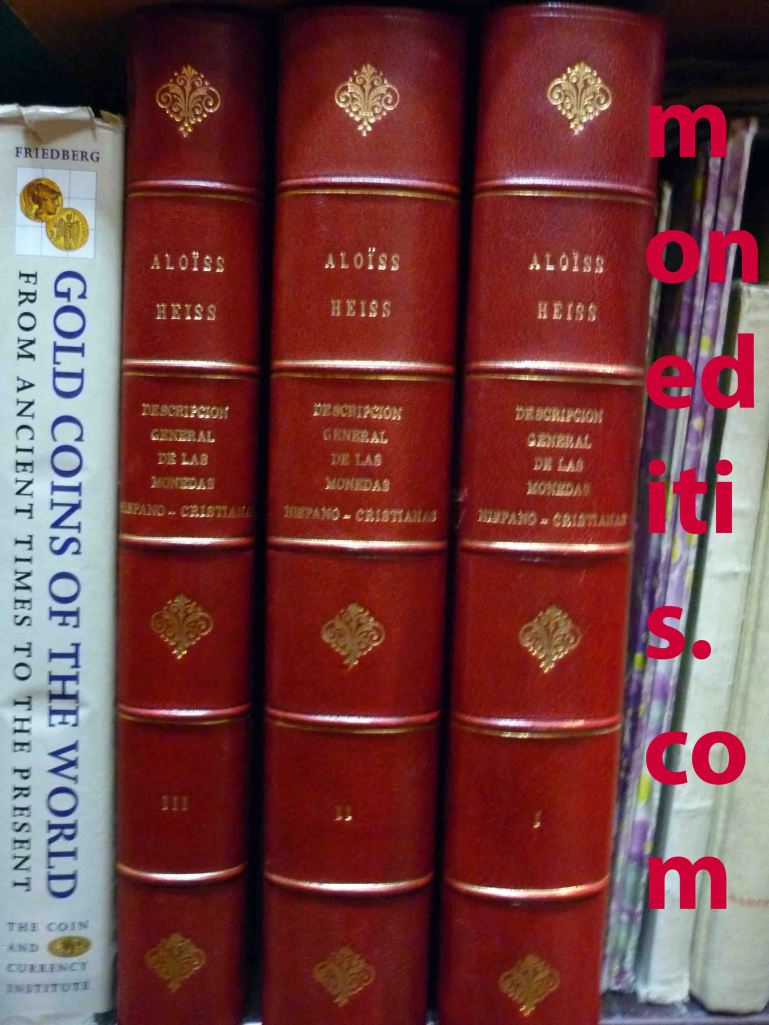 FRIEDBERG
GOLD COINS OF THE WORLD
FROM ANCIENT TIMES TO THE PRESENT
THE COIN
AND
CURRENCY
INSTITUTE
ALOÏSS
HEISS
DESCRIPCION
GENERAL
DE LAS
MONEDAS
HISPANO - CRISTIANAS
III
ALOÏSS
HEISS
DESCRIPCION
GENERAL
DE LAS
MONEDAS
HISPANO - CRISTIANAS
II
ALOÏSS
HEISS
DESCRIPCION
GENERAL
DE LAS
MONEDAS
HISPANO - CRISTIANAS
I
m
on
ed
iti
s.
co
m